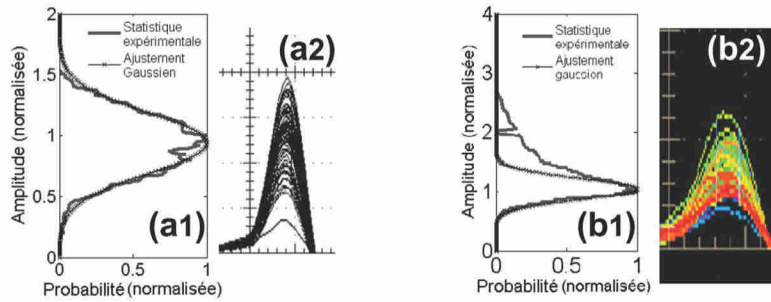 2
1.5
1
0.5
0
Amplitude (normalisée)
Statistique
expérimentale
Ajustement
Gaussien
(a1)
0 0.5 1
Probabilité (normalisée)
(a2)
4
3
2
1
0
Amplitude (normalisée)
Statistique
expérimentale
Ajustement
gaussion
(b1)
0 0.5 1
Probabilité (normalisée)
(b2)